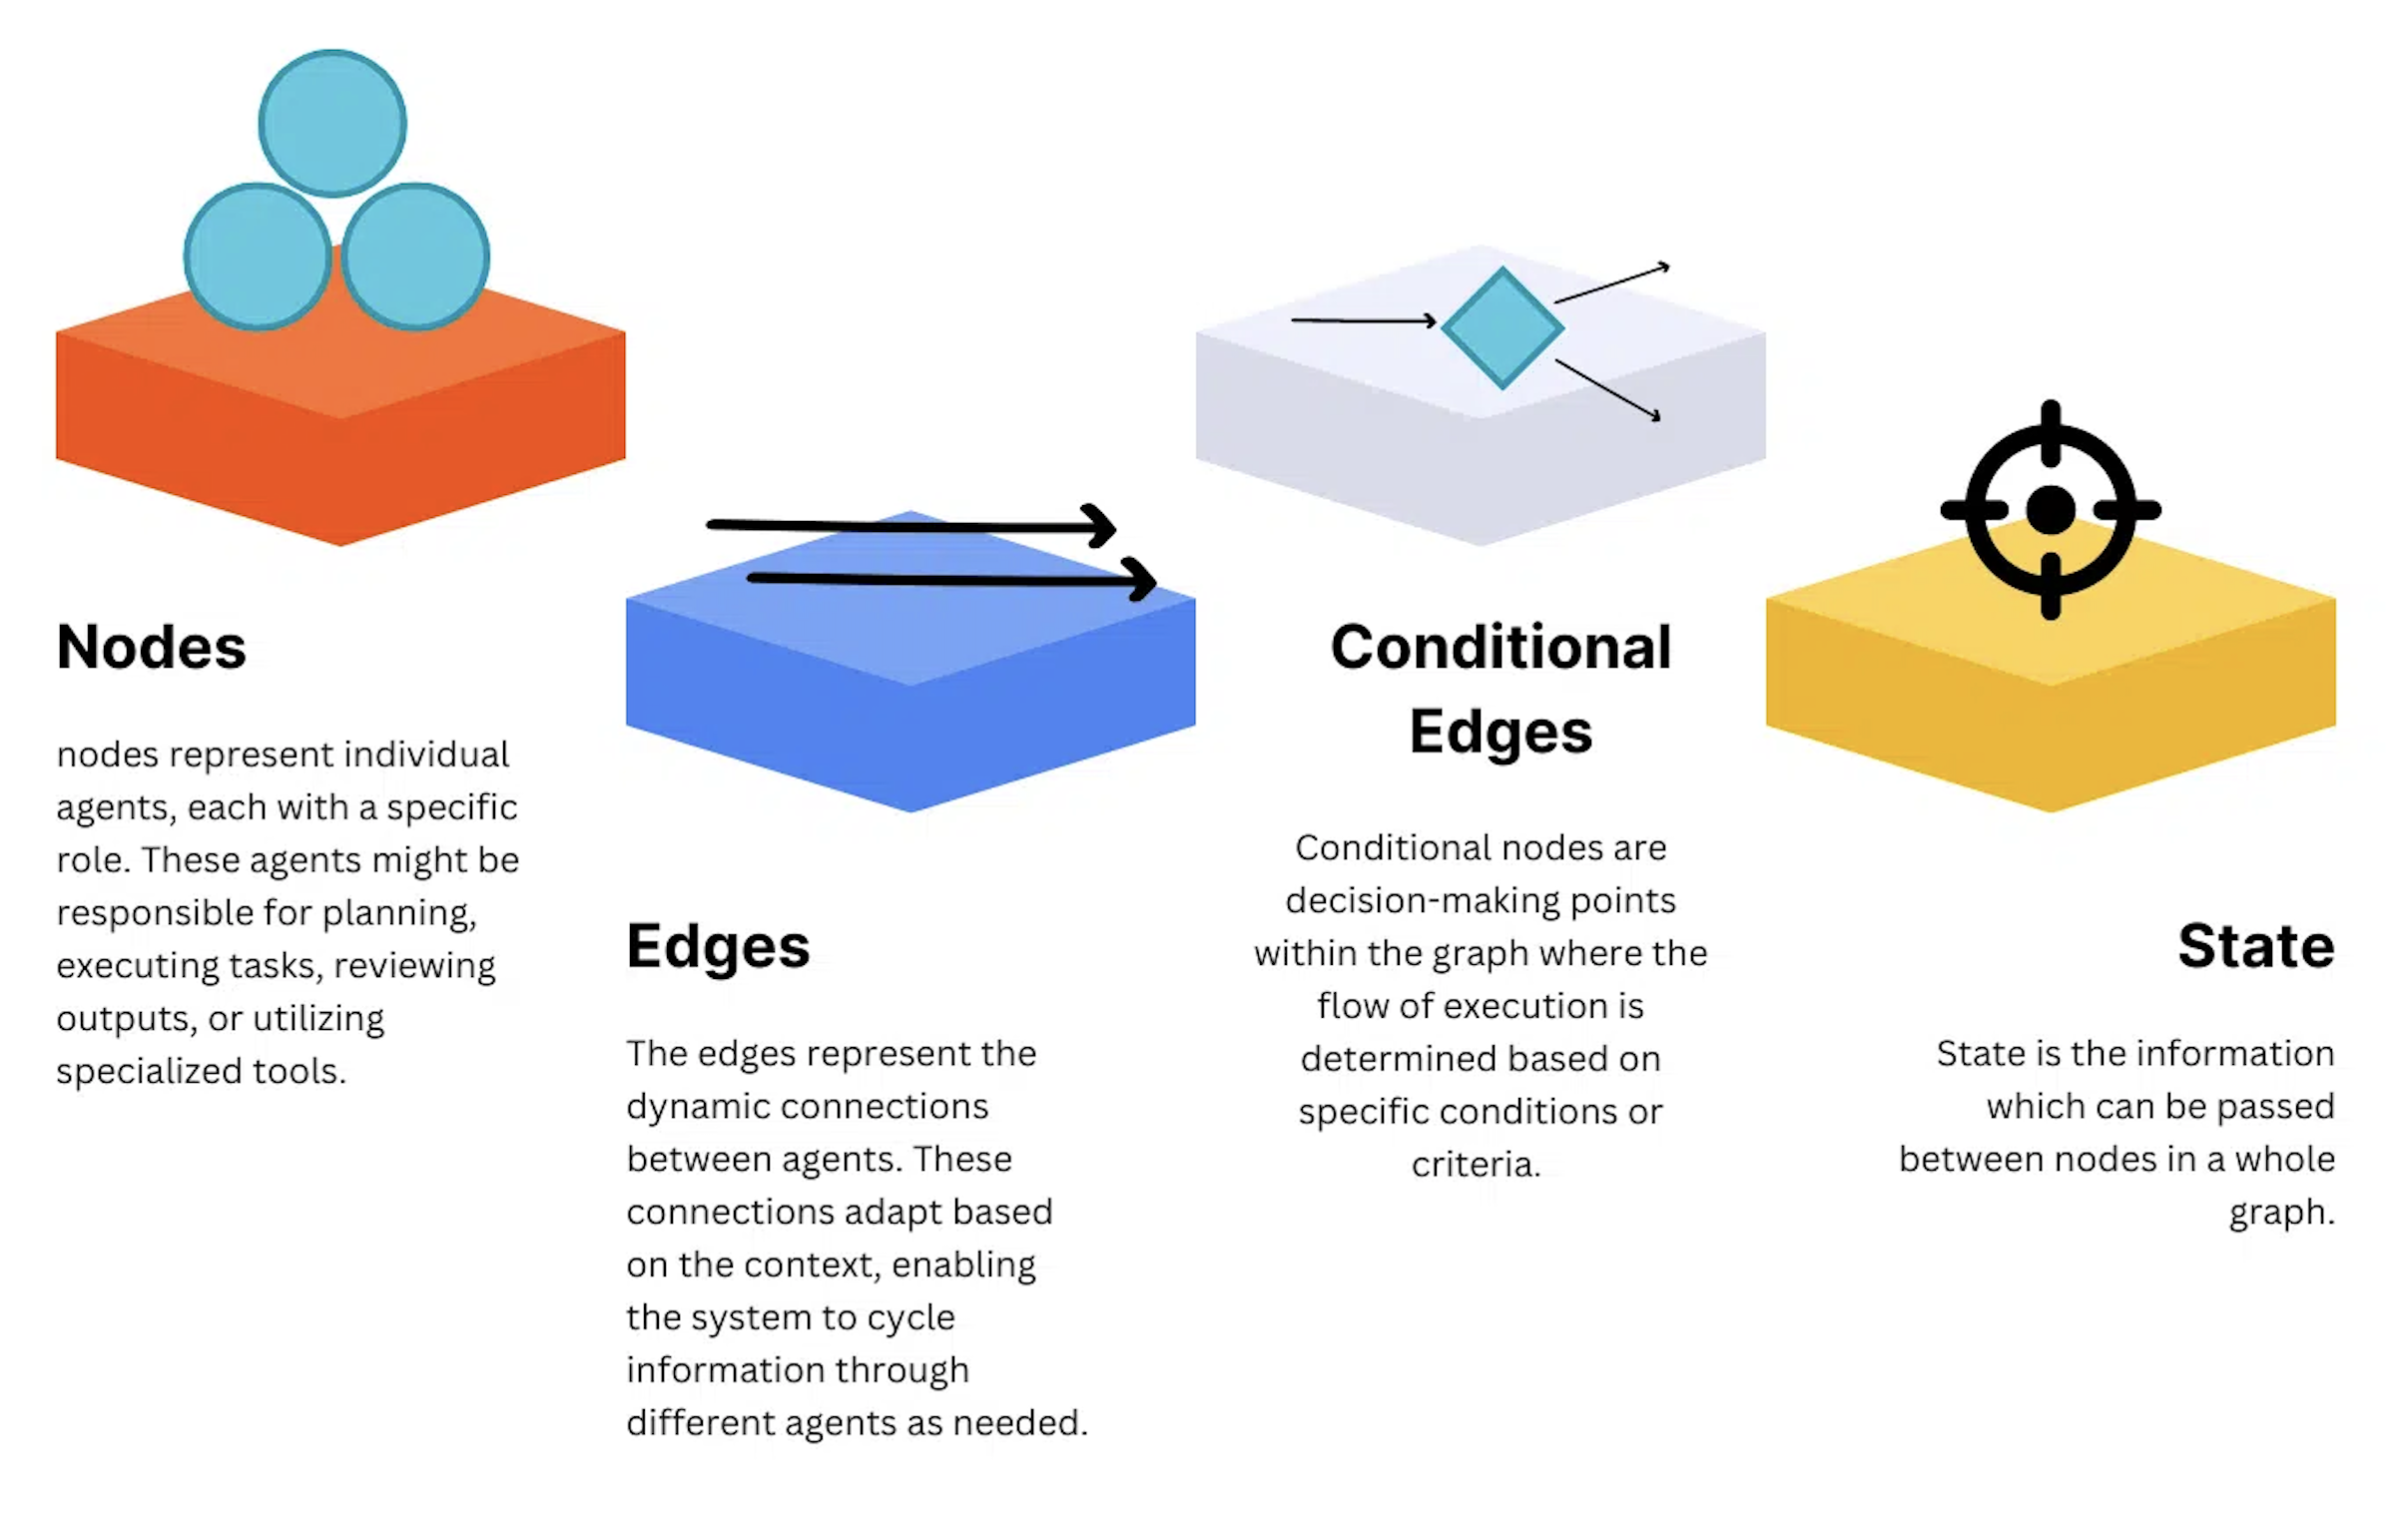 Nodes
nodes represent individual
agents, each with a specific
role. These agents might be
responsible for planning,
executing tasks, reviewing
outputs, or utilizing
specialized tools.
Edges
The edges represent the
dynamic connections
between agents. These
connections adapt based
on the context, enabling
the system to cycle
information through
different agents as needed.
Conditional
Edges
Conditional nodes are
decision-making points
within the graph where the
flow of execution is
determined based on
specific conditions or
criteria.
State
State is the information
which can be passed
between nodes in a whole
graph.